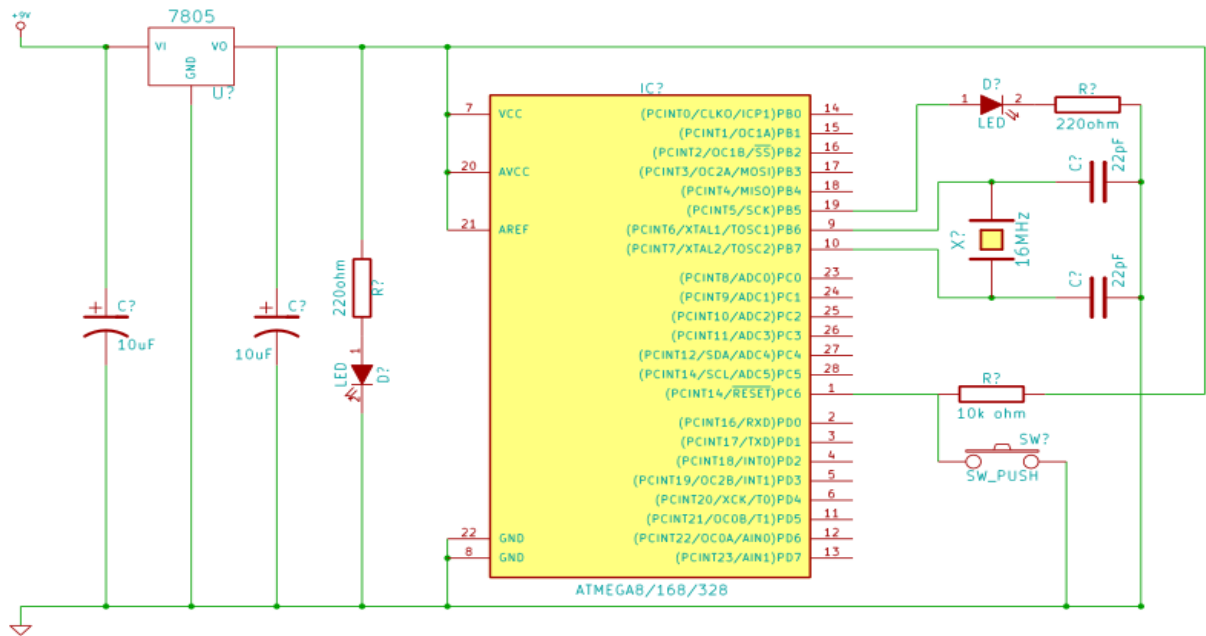 +9V
7805
VI
VO
GND
U?
C?
10uF
C?
10uF
220ohm
R?
1
LED
D?
2
IC?
7
VCC
20
AVCC
21
AREF
22
GND
8
GND
(PCINT0/CLKO/ICP1)PB0
14
(PCINT1/OC1A)PB1
15
(PCINT2/OC1B/SS)PB2
16
(PCINT3/OC2A/MOSI)PB3
17
(PCINT4/MISO)PB4
18
(PCINT5/SCK)PB5
19
(PCINT6/XTAL1/TOSC1)PB6
9
(PCINT7/XTAL2/TOSC2)PB7
10
(PCINT8/ADC0)PC0
23
(PCINT9/ADC1)PC1
24
(PCINT10/ADC2)PC2
25
(PCINT11/ADC3)PC3
26
(PCINT12/SDA/ADC4)PC4
27
(PCINT14/SCL/ADC5)PC5
28
(PCINT14/RESET)PC6
1
(PCINT16/RXD)PD0
2
(PCINT17/TXD)PD1
3
(PCINT18/INT0)PD2
4
(PCINT19/OC2B/INT1)PD3
5
(PCINT20/XCK/T0)PD4
6
(PCINT21/OC0B/T1)PD5
11
(PCINT22/OC0A/AIN0)PD6
12
(PCINT23/AIN1)PD7
13
ATMEGA8/168/328
D?
1
2
LED
R?
220ohm
C?
22pF
X?
16MHz
C?
22pF
R?
10k ohm
SW?
SW_PUSH